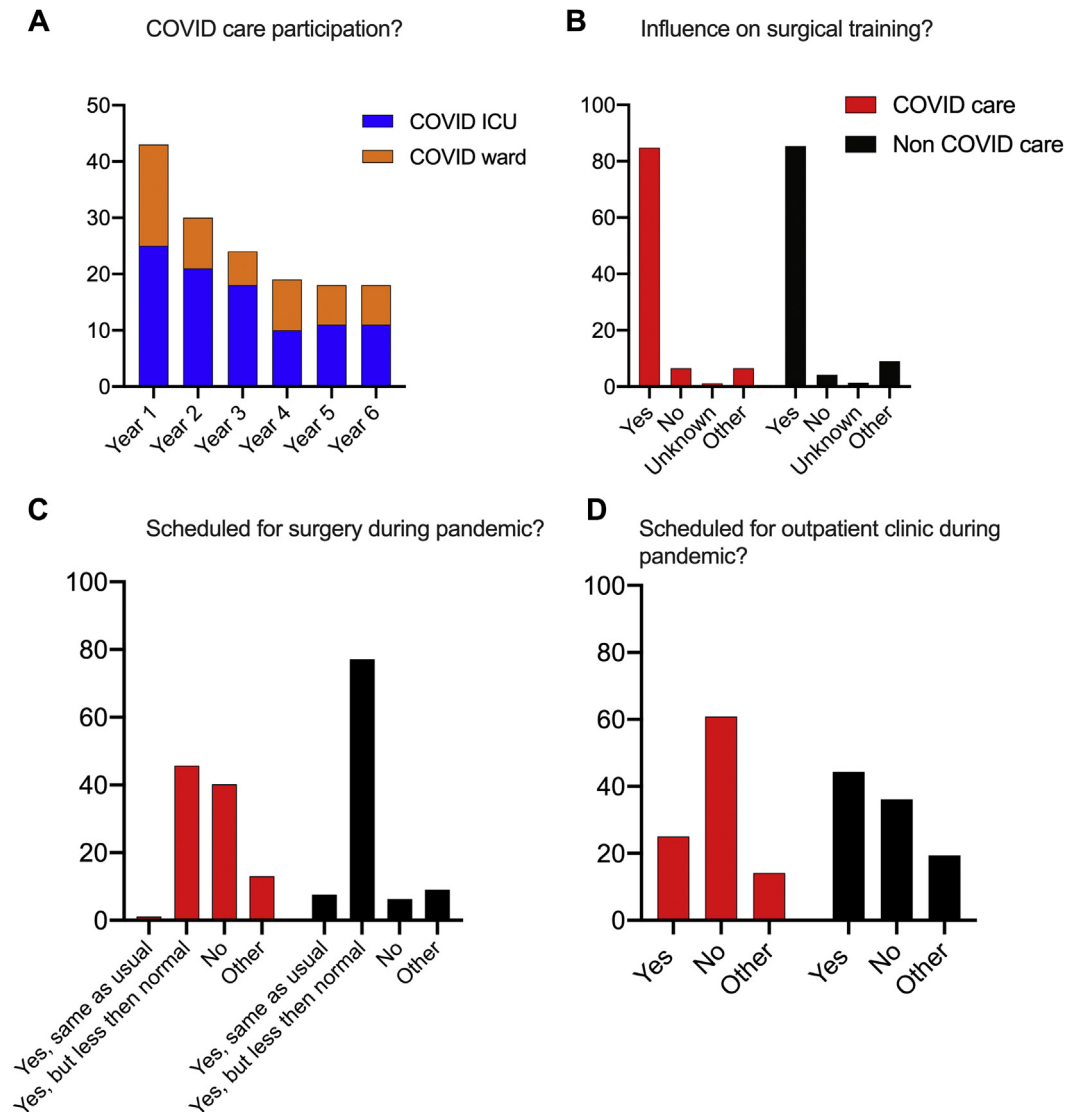 A
COVID care participation?
50
40
30
20
10
0
COVID ICU
COVID ward
Year 1
Year 2
Year 3
Year 4
Year 5
Year 6
B
Influence on surgical training?
100
80
60
40
20
0
COVID care
Non COVID care
Yes
No
Unknown
Other
Yes
No
Unknown
Other
C
Scheduled for surgery during pandemic?
100
80
60
40
20
0
Yes, same as usual
Yes, but less then normal
No
Other
Yes, same as usual
Yes, but less then normal
No
Other
D
Scheduled for outpatient clinic during
pandemic?
100
80
60
40
20
0
Yes
No
Other
Yes
No
Other